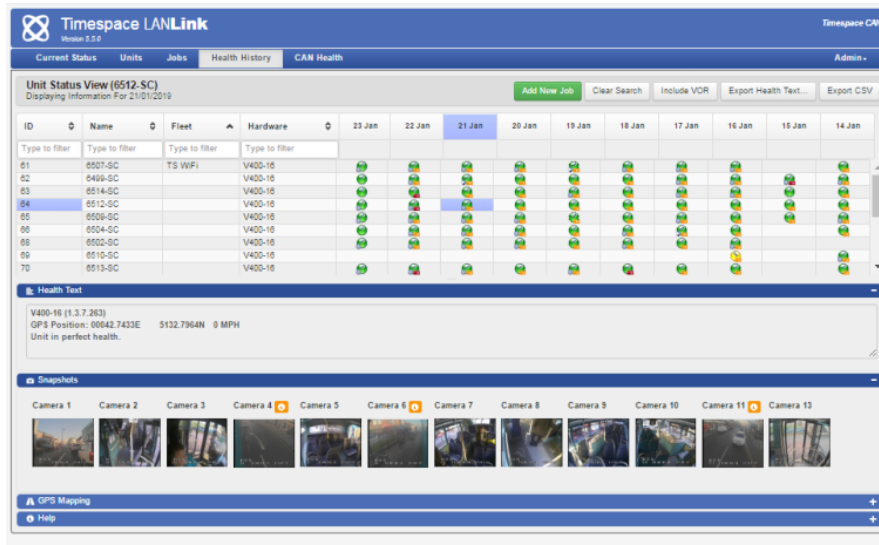 Timespace LANLink
Version 3.3.0
Timespace CAN
Current Status Units Jobs Health History CAN Health Admin
Unit Status View (6512-SC)
Displaying Information For 21/01/2019
Add New Job Clear Search Include VOR Export Health Text... Export CSV
ID Name Fleet Hardware 23 Jan 22 Jan 21 Jan 20 Jan 19 Jan 18 Jan 17 Jan 16 Jan 15 Jan 14 Jan
Type to filter Type to filter Type to filter Type to filter
61 6507-SC TS WiFi V400-16
62 6499-SC V400-16
63 6514-SC V400-16
64 6512-SC V400-16
65 6509-SC V400-16
66 6504-SC V400-16
68 6502-SC V400-16
69 6510-SC V400-16
70 6513-SC V400-16
Health Text
V400-16 (1.3.7.263)
GPS Position: 00042.7433E 5132.7964N 0 MPH
Unit in perfect health.
Snapshots
Camera 1 Camera 2 Camera 3 Camera 4 Camera 5 Camera 6 Camera 7 Camera 8 Camera 9 Camera 10 Camera 11 Camera 13
GPS Mapping
Help